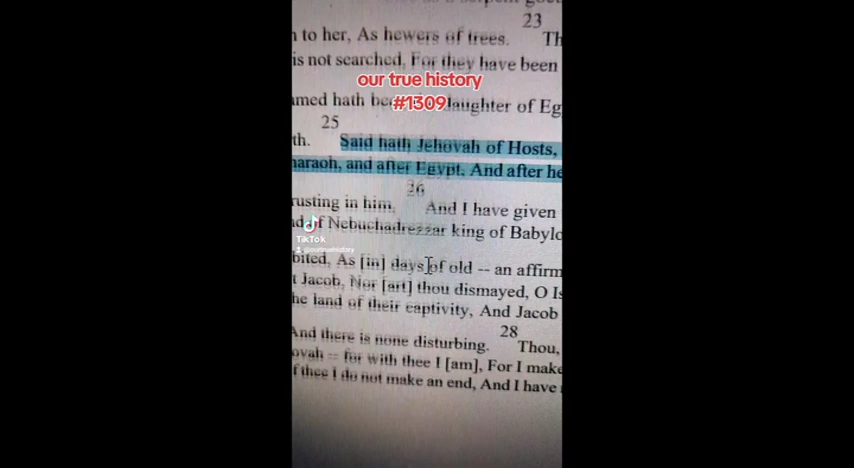 23
to her, As hewers of trees. Th
is not searched, For they have been
our true history
amed hath be #1309 daughter of Eg
25
th. Said hath Jehovah of Hosts,
haraoh, and after Egypt, And after he
26
rusting in him. And I have given
d of Nebuchadrezzar king of Babylo
TikTok
@ourtruehistory
bited, As [in] days of old -- an affirm
t Jacob, Nor [art] thou dismayed, O Is
he land of their captivity, And Jacob
28
And there is none disturbing. Thou,
ovah -- for with thee I [am], For I make
f thee I do not make an end, And I have